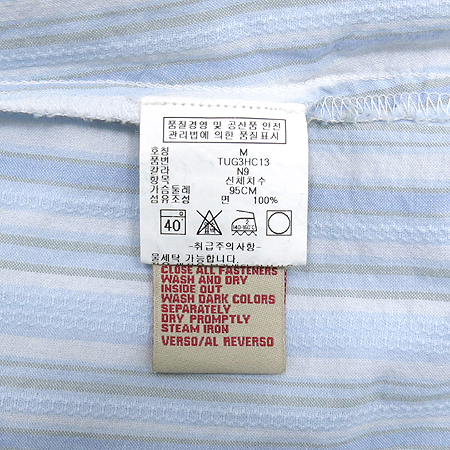 품질경영 및 공산품 안전
관리법에 의한 품질표시
호칭 M
품번 TUG3HC13
칼라 N9
항목 신체치수
가슴둘레 95CM
섬유조성 면 100%
40
140-160℃
-취급주의사항-
물세탁 가능합니다.
CLOSE ALL FASTENERS
WASH AND DRY
INSIDE OUT
WASH DARK COLORS
SEPARATELY
DRY PROMPTLY
STEAM IRON
VERSO/AL REVERSO